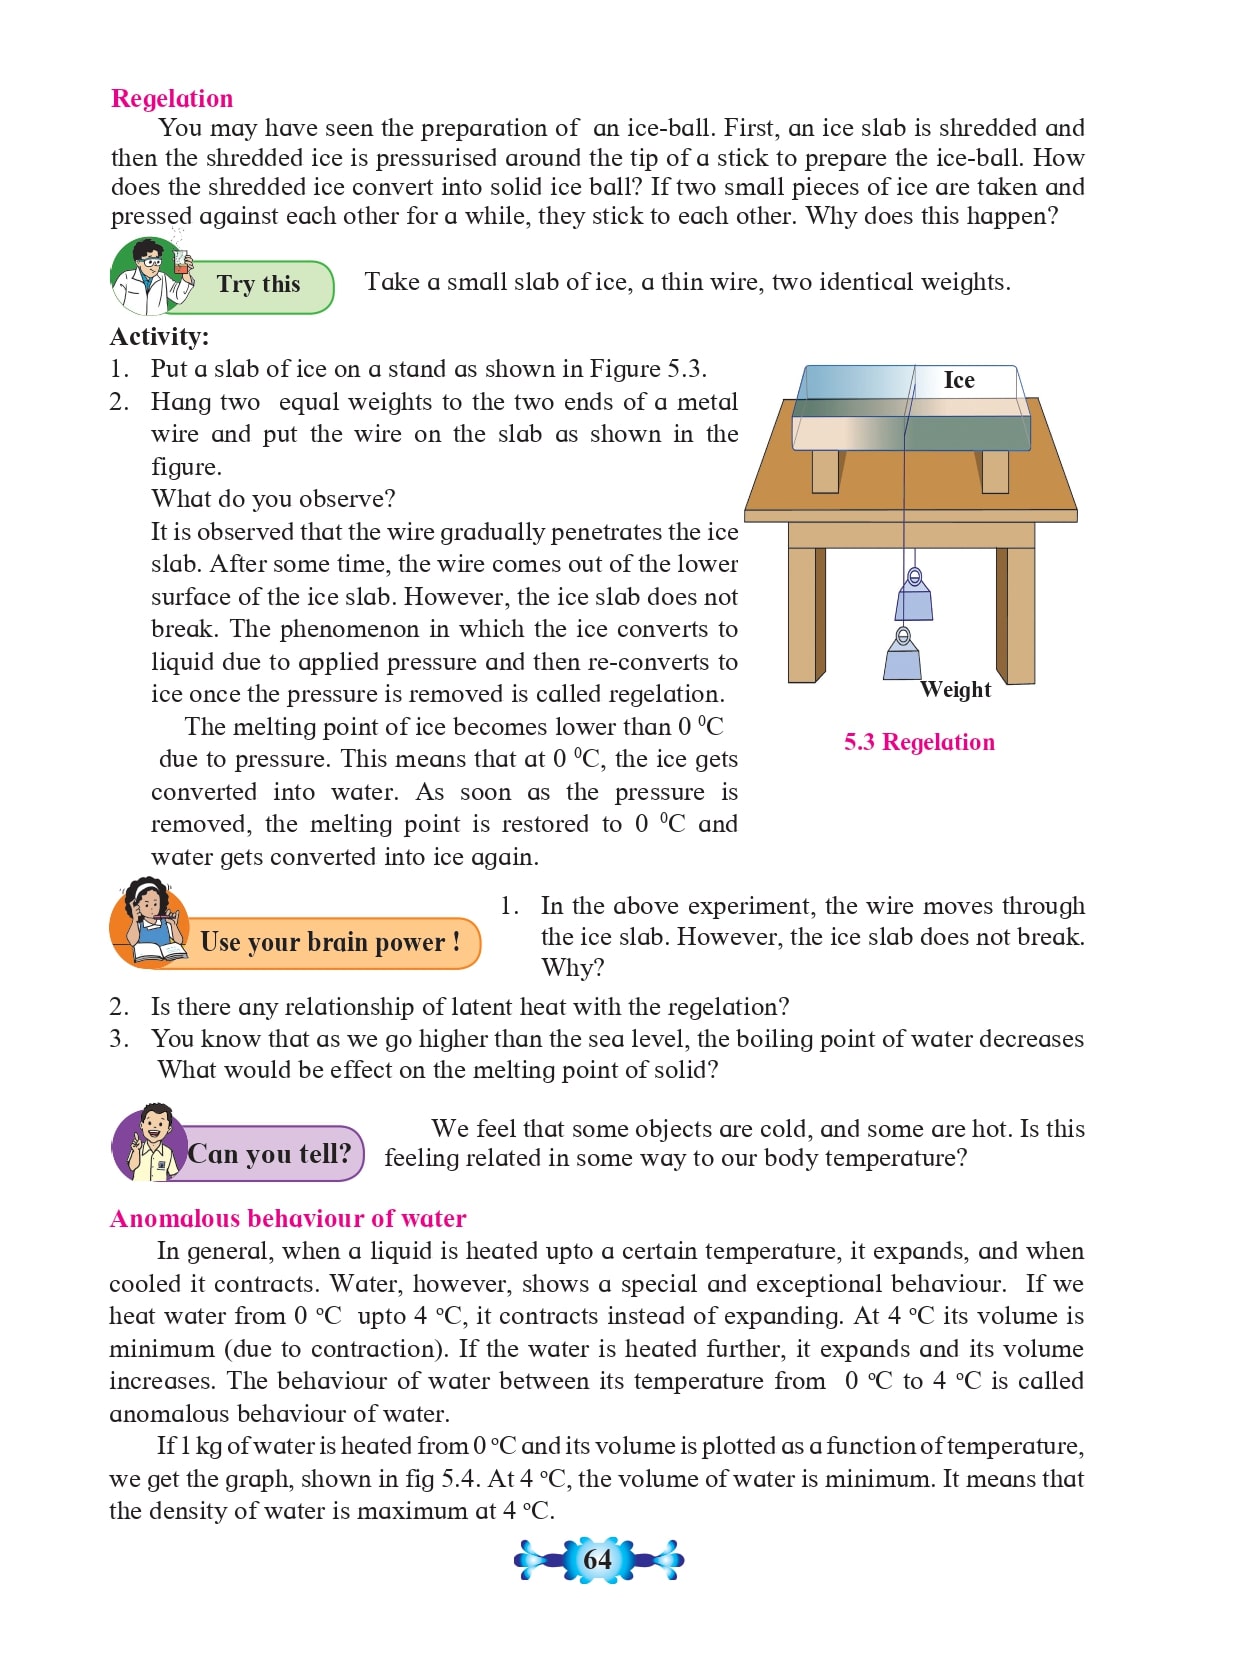 Regelation
You may have seen the preparation of an ice-ball. First, an ice slab is shredded and
then the shredded ice is pressurised around the tip of a stick to prepare the ice-ball. How
does the shredded ice convert into solid ice ball? If two small pieces of ice are taken and
pressed against each other for a while, they stick to each other. Why does this happen?
Try this
Take a small slab of ice, a thin wire, two identical weights.
Activity:
1. Put a slab of ice on a stand as shown in Figure 5.3.
2. Hang two equal weights to the two ends of a metal
wire and put the wire on the slab as shown in the
figure.
What do you observe?
It is observed that the wire gradually penetrates the ice
slab. After some time, the wire comes out of the lower
surface of the ice slab. However, the ice slab does not
break. The phenomenon in which the ice converts to
liquid due to applied pressure and then re-converts to
ice once the pressure is removed is called regelation.
The melting point of ice becomes lower than 0 ⁰C
due to pressure. This means that at 0 ⁰C, the ice gets
converted into water. As soon as the pressure is
removed, the melting point is restored to 0 ⁰C and
water gets converted into ice again.
Ice
Weight
5.3 Regelation
Use your brain power !
1. In the above experiment, the wire moves through
the ice slab. However, the ice slab does not break.
Why?
2. Is there any relationship of latent heat with the regelation?
3. You know that as we go higher than the sea level, the boiling point of water decreases
What would be effect on the melting point of solid?
Can you tell?
We feel that some objects are cold, and some are hot. Is this
feeling related in some way to our body temperature?
Anomalous behaviour of water
In general, when a liquid is heated upto a certain temperature, it expands, and when
cooled it contracts. Water, however, shows a special and exceptional behaviour. If we
heat water from 0 ºC upto 4 ºC, it contracts instead of expanding. At 4 ºC its volume is
minimum (due to contraction). If the water is heated further, it expands and its volume
increases. The behaviour of water between its temperature from 0 ºC to 4 ºC is called
anomalous behaviour of water.
If 1 kg of water is heated from 0 ºC and its volume is plotted as a function of temperature,
we get the graph, shown in fig 5.4. At 4 ºC, the volume of water is minimum. It means that
the density of water is maximum at 4 ºC.
64